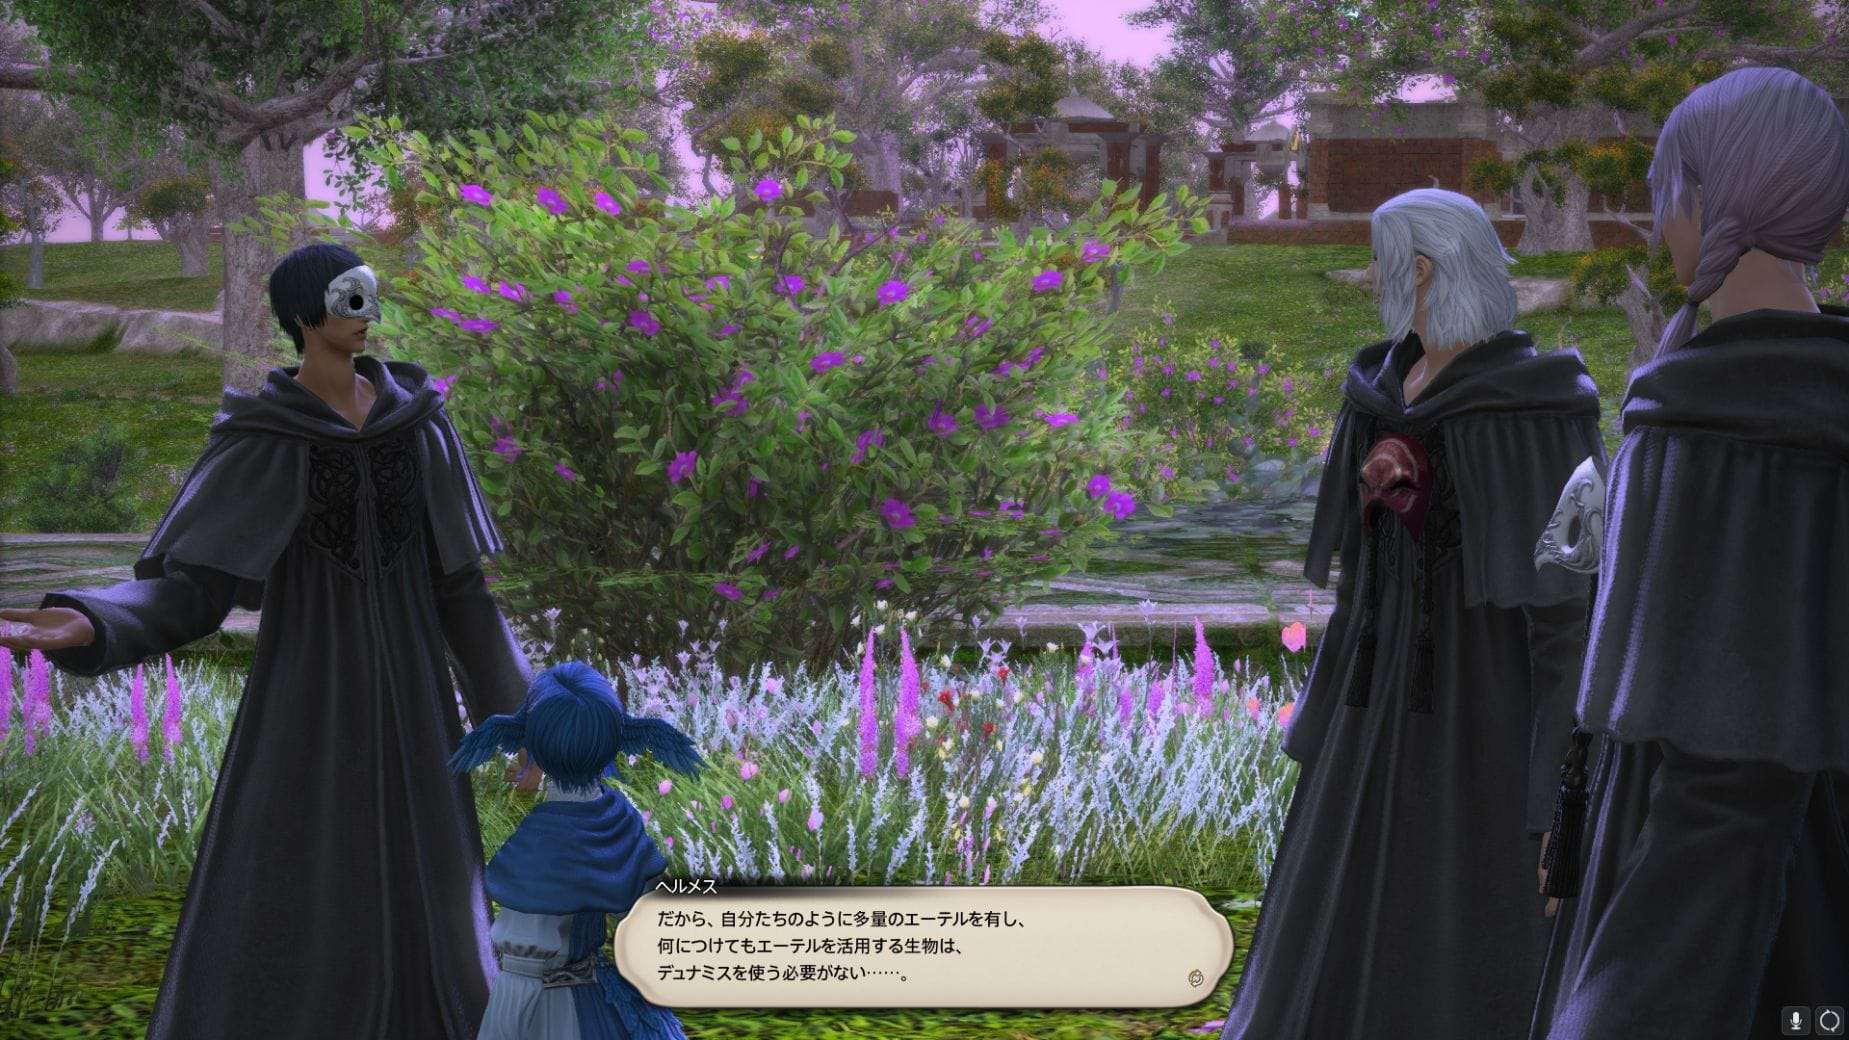 ヘルメス
だから、自分たちのように多量のエーテルを有し、
何につけてもエーテルを活用する生物は、
デュナミスを使う必要がない……。